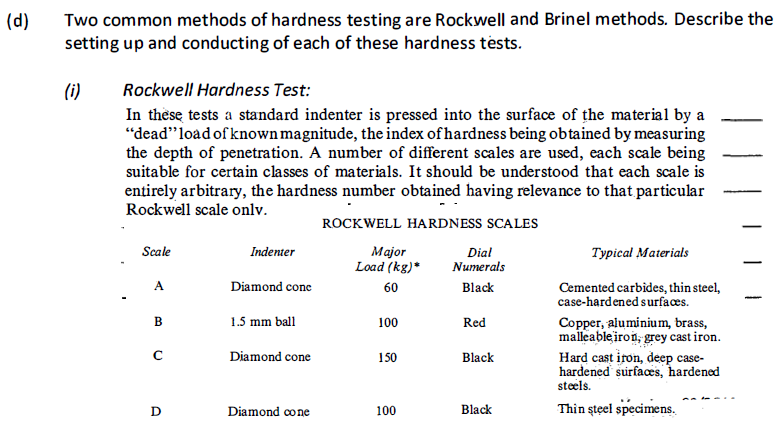 (d) Two common methods of hardness testing are Rockwell and Brinel methods. Describe the
setting up and conducting of each of these hardness tests.
(i) Rockwell Hardness Test:
In these tests a standard indenter is pressed into the surface of the material by a
“dead” load of known magnitude, the index of hardness being obtained by measuring
the depth of penetration. A number of different scales are used, each scale being
suitable for certain classes of materials. It should be understood that each scale is
entirely arbitrary, the hardness number obtained having relevance to that particular
Rockwell scale only.
ROCKWELL HARDNESS SCALES
Scale Indenter Major Dial Typical Materials
Load (kg)* Numerals
A Diamond cone 60 Black Cemented carbides, thin steel,
case-hardened surfaces.
B 1.5 mm ball 100 Red Copper, aluminium, brass,
malleable iron, grey cast iron.
C Diamond cone 150 Black Hard cast iron, deep case-
hardened surfaces, hardened
steels.
D Diamond cone 100 Black Thin steel specimens.